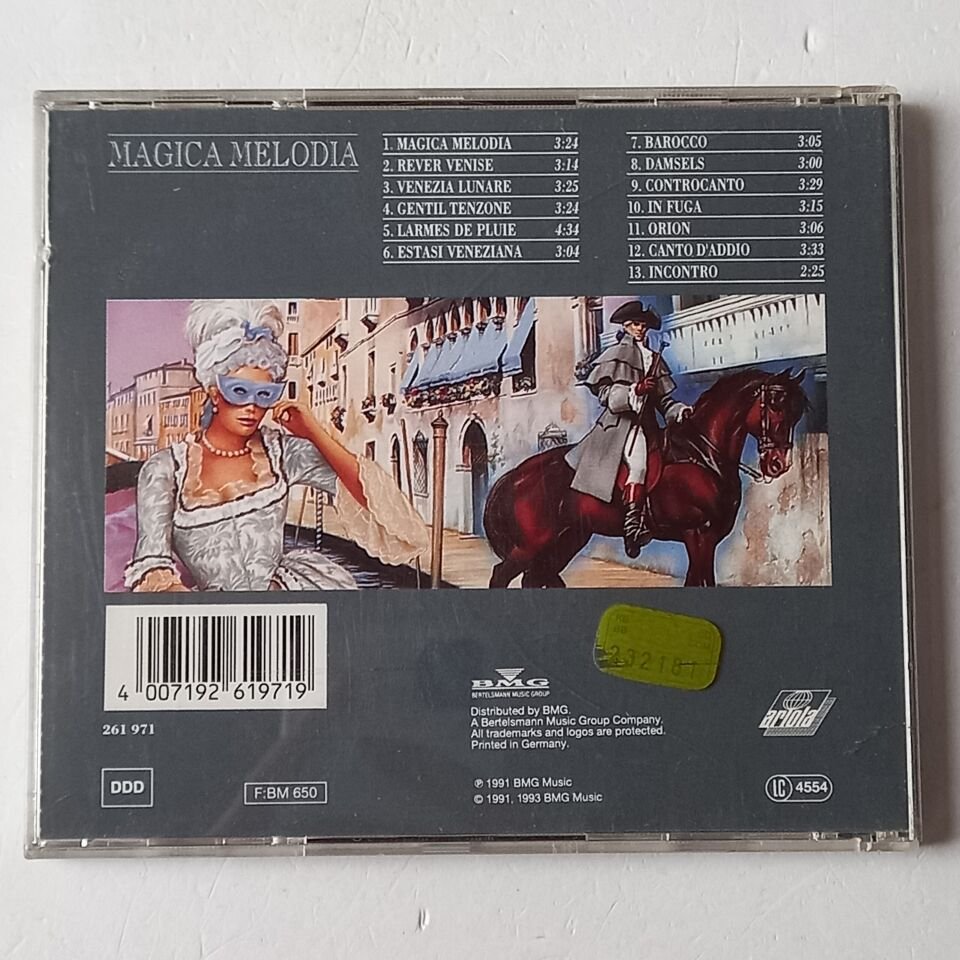 MAGICA MELODIA
1. MAGICA MELODIA 3:24
2. REVER VENISE 3:14
3. VENEZIA LUNARE 3:25
4. GENTIL TENZONE 3:24
5. LARMES DE PLUIE 4:34
6. ESTASI VENEZIANA 3:04
7. BAROCCO 3:05
8. DAMSELS 3:00
9. CONTROCANTO 3:29
10. IN FUGA 3:15
11. ORION 3:06
12. CANTO D'ADDIO 3:33
13. INCONTRO 2:25
4 007192 619719
261 971
DDD
F:BM 650
BMG
BERTELSMANN MUSIC GROUP
Distributed by BMG.
A Bertelsmann Music Group Company.
All trademarks and logos are protected.
Printed in Germany.
℗ 1991 BMG Music
© 1991, 1993 BMG Music
ariola
LC 4554